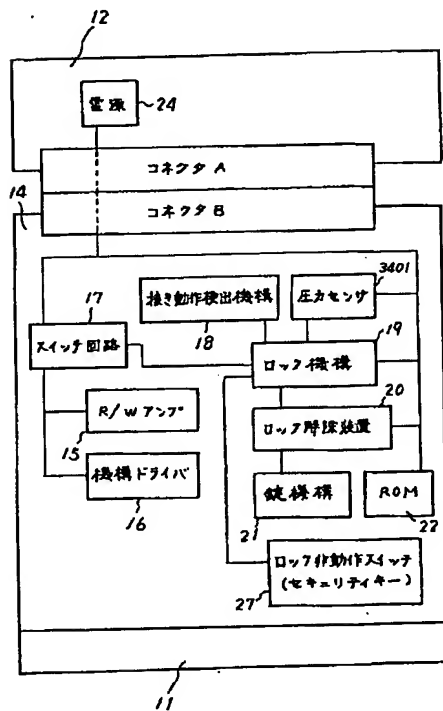 12
電源
24
コネクタ A
14
コネクタ B
17
抜き動作検出機構
18
圧力センサ
3401
スイッチ回路
ロック機構
19
R/Wアンプ
15
ロック解除装置
20
機構ドライバ
16
錠機構
21
ROM
22
ロック非動作スイッチ
(セキュリティキー)
27
11